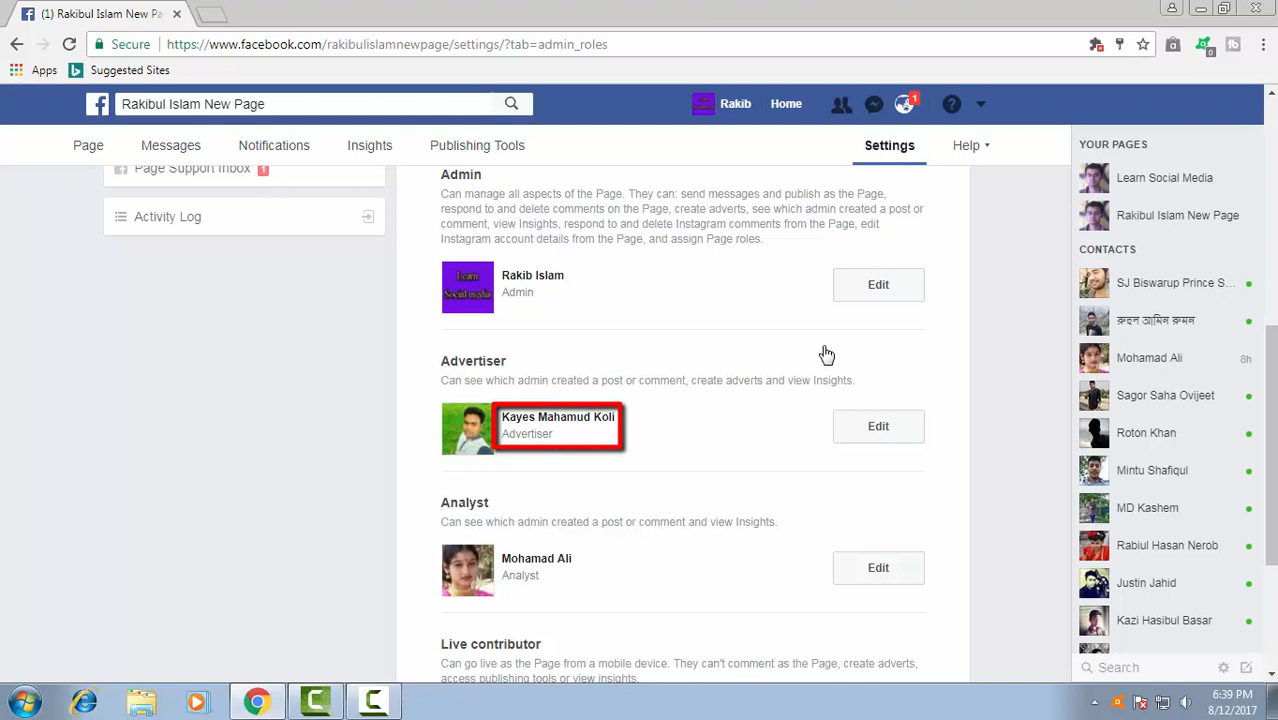 (1) Rakibul Islam New Pa
Secure
https://www.facebook.com/rakibulislamnewpage/settings/?tab=admin_roles
0
Apps
Suggested Sites
Rakibul Islam New Page
Rakib
Home
1
Page
Messages
Notifications
Insights
Publishing Tools
Settings
Help
Page Support Inbox 1
Activity Log
Admin
Can manage all aspects of the Page. They can: send messages and publish as the Page,
respond to and delete comments on the Page, create adverts, see which admin created a post or
comment, view Insights, respond to and delete Instagram comments from the Page, edit
Instagram account details from the Page, and assign Page roles.
Learn
Social media
Rakib Islam
Admin
Edit
Advertiser
Can see which admin created a post or comment, create adverts and view Insights.
Kayes Mahamud Koli
Advertiser
Edit
Analyst
Can see which admin created a post or comment and view Insights.
Mohamad Ali
Analyst
Edit
Live contributor
Can go live as the Page from a mobile device. They can't comment as the Page, create adverts,
access publishing tools or view insights.
YOUR PAGES
Learn Social Media
Rakibul Islam New Page
CONTACTS
SJ Biswarup Prince S...
রুহুল আমিন রুমন
Mohamad Ali 8h
Sagor Saha Ovijeet
Roton Khan
Mintu Shafiqul
MD Kashem
Rabiul Hasan Nerob
Justin Jahid
Kazi Hasibul Basar
Search
6:39 PM
8/12/2017